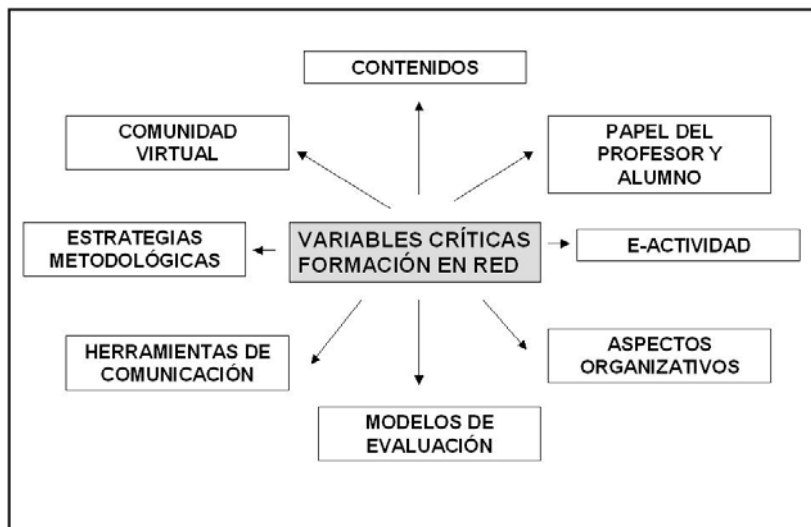 CONTENIDOS
COMUNIDAD
VIRTUAL
PAPEL DEL
PROFESOR Y
ALUMNO
ESTRATEGIAS
METODOLÓGICAS
VARIABLES CRÍTICAS
FORMACIÓN EN RED
E-ACTIVIDAD
HERRAMIENTAS DE
COMUNICACIÓN
ASPECTOS
ORGANIZATIVOS
MODELOS DE
EVALUACIÓN